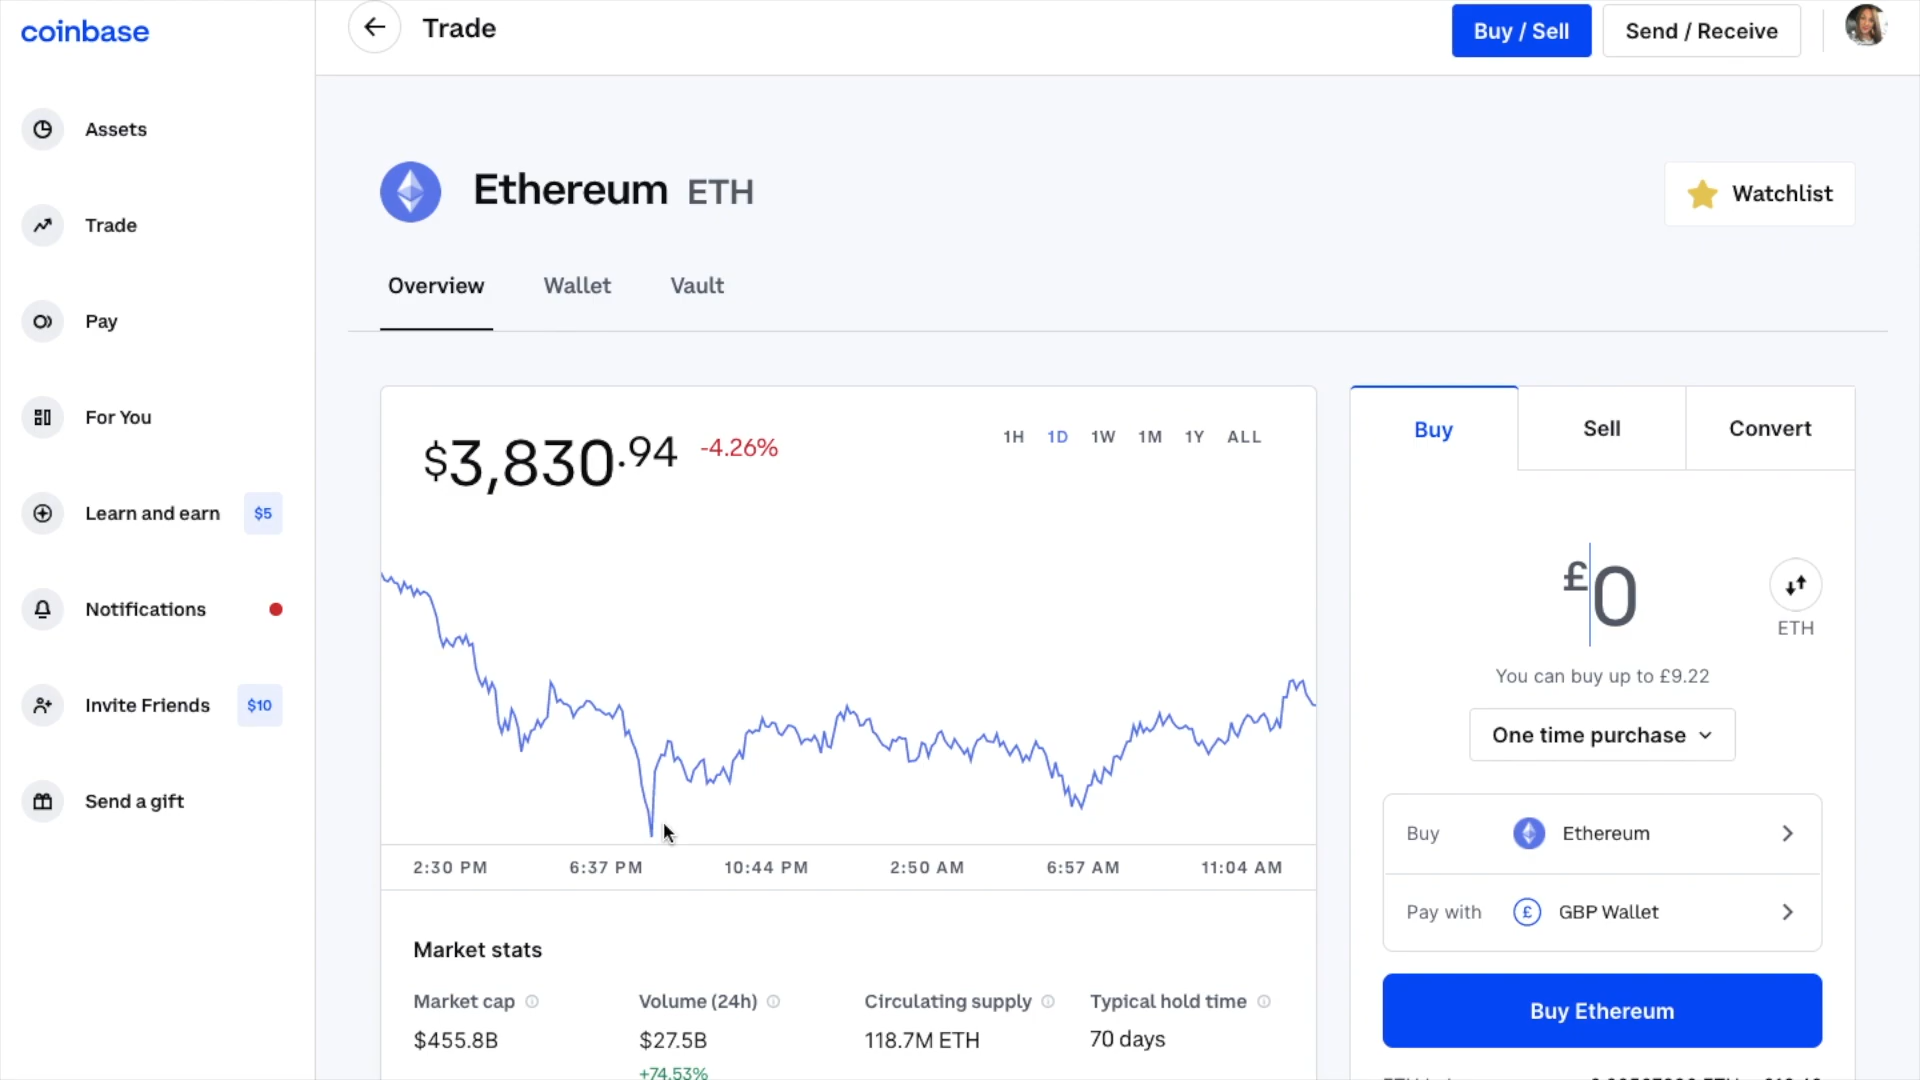 coinbase
Trade
Buy / Sell
Send / Receive
Assets
Trade
Pay
For You
Learn and earn $5
Notifications
Invite Friends $10
Send a gift
Ethereum ETH
Watchlist
Overview Wallet Vault
$3,830.94 -4.26%
1H 1D 1W 1M 1Y ALL
2:30 PM 6:37 PM 10:44 PM 2:50 AM 6:57 AM 11:04 AM
Market stats
Market cap Volume (24h) Circulating supply Typical hold time
$455.8B $27.5B 118.7M ETH 70 days
+74.53%
Buy Sell Convert
£0
ETH
You can buy up to £9.22
One time purchase
Buy Ethereum
Pay with £ GBP Wallet
Buy Ethereum